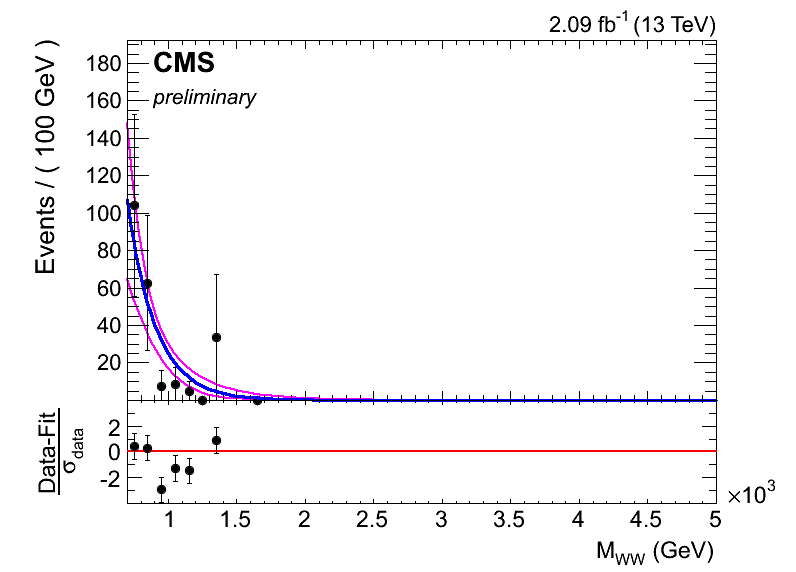 2.09 fb⁻¹ (13 TeV)
CMS
preliminary
Events / ( 100 GeV )
180
160
140
120
100
80
60
40
20
Data-Fit
σdata
2
0
-2
1 1.5 2 2.5 3 3.5 4 4.5 5
×10³
M_WW (GeV)